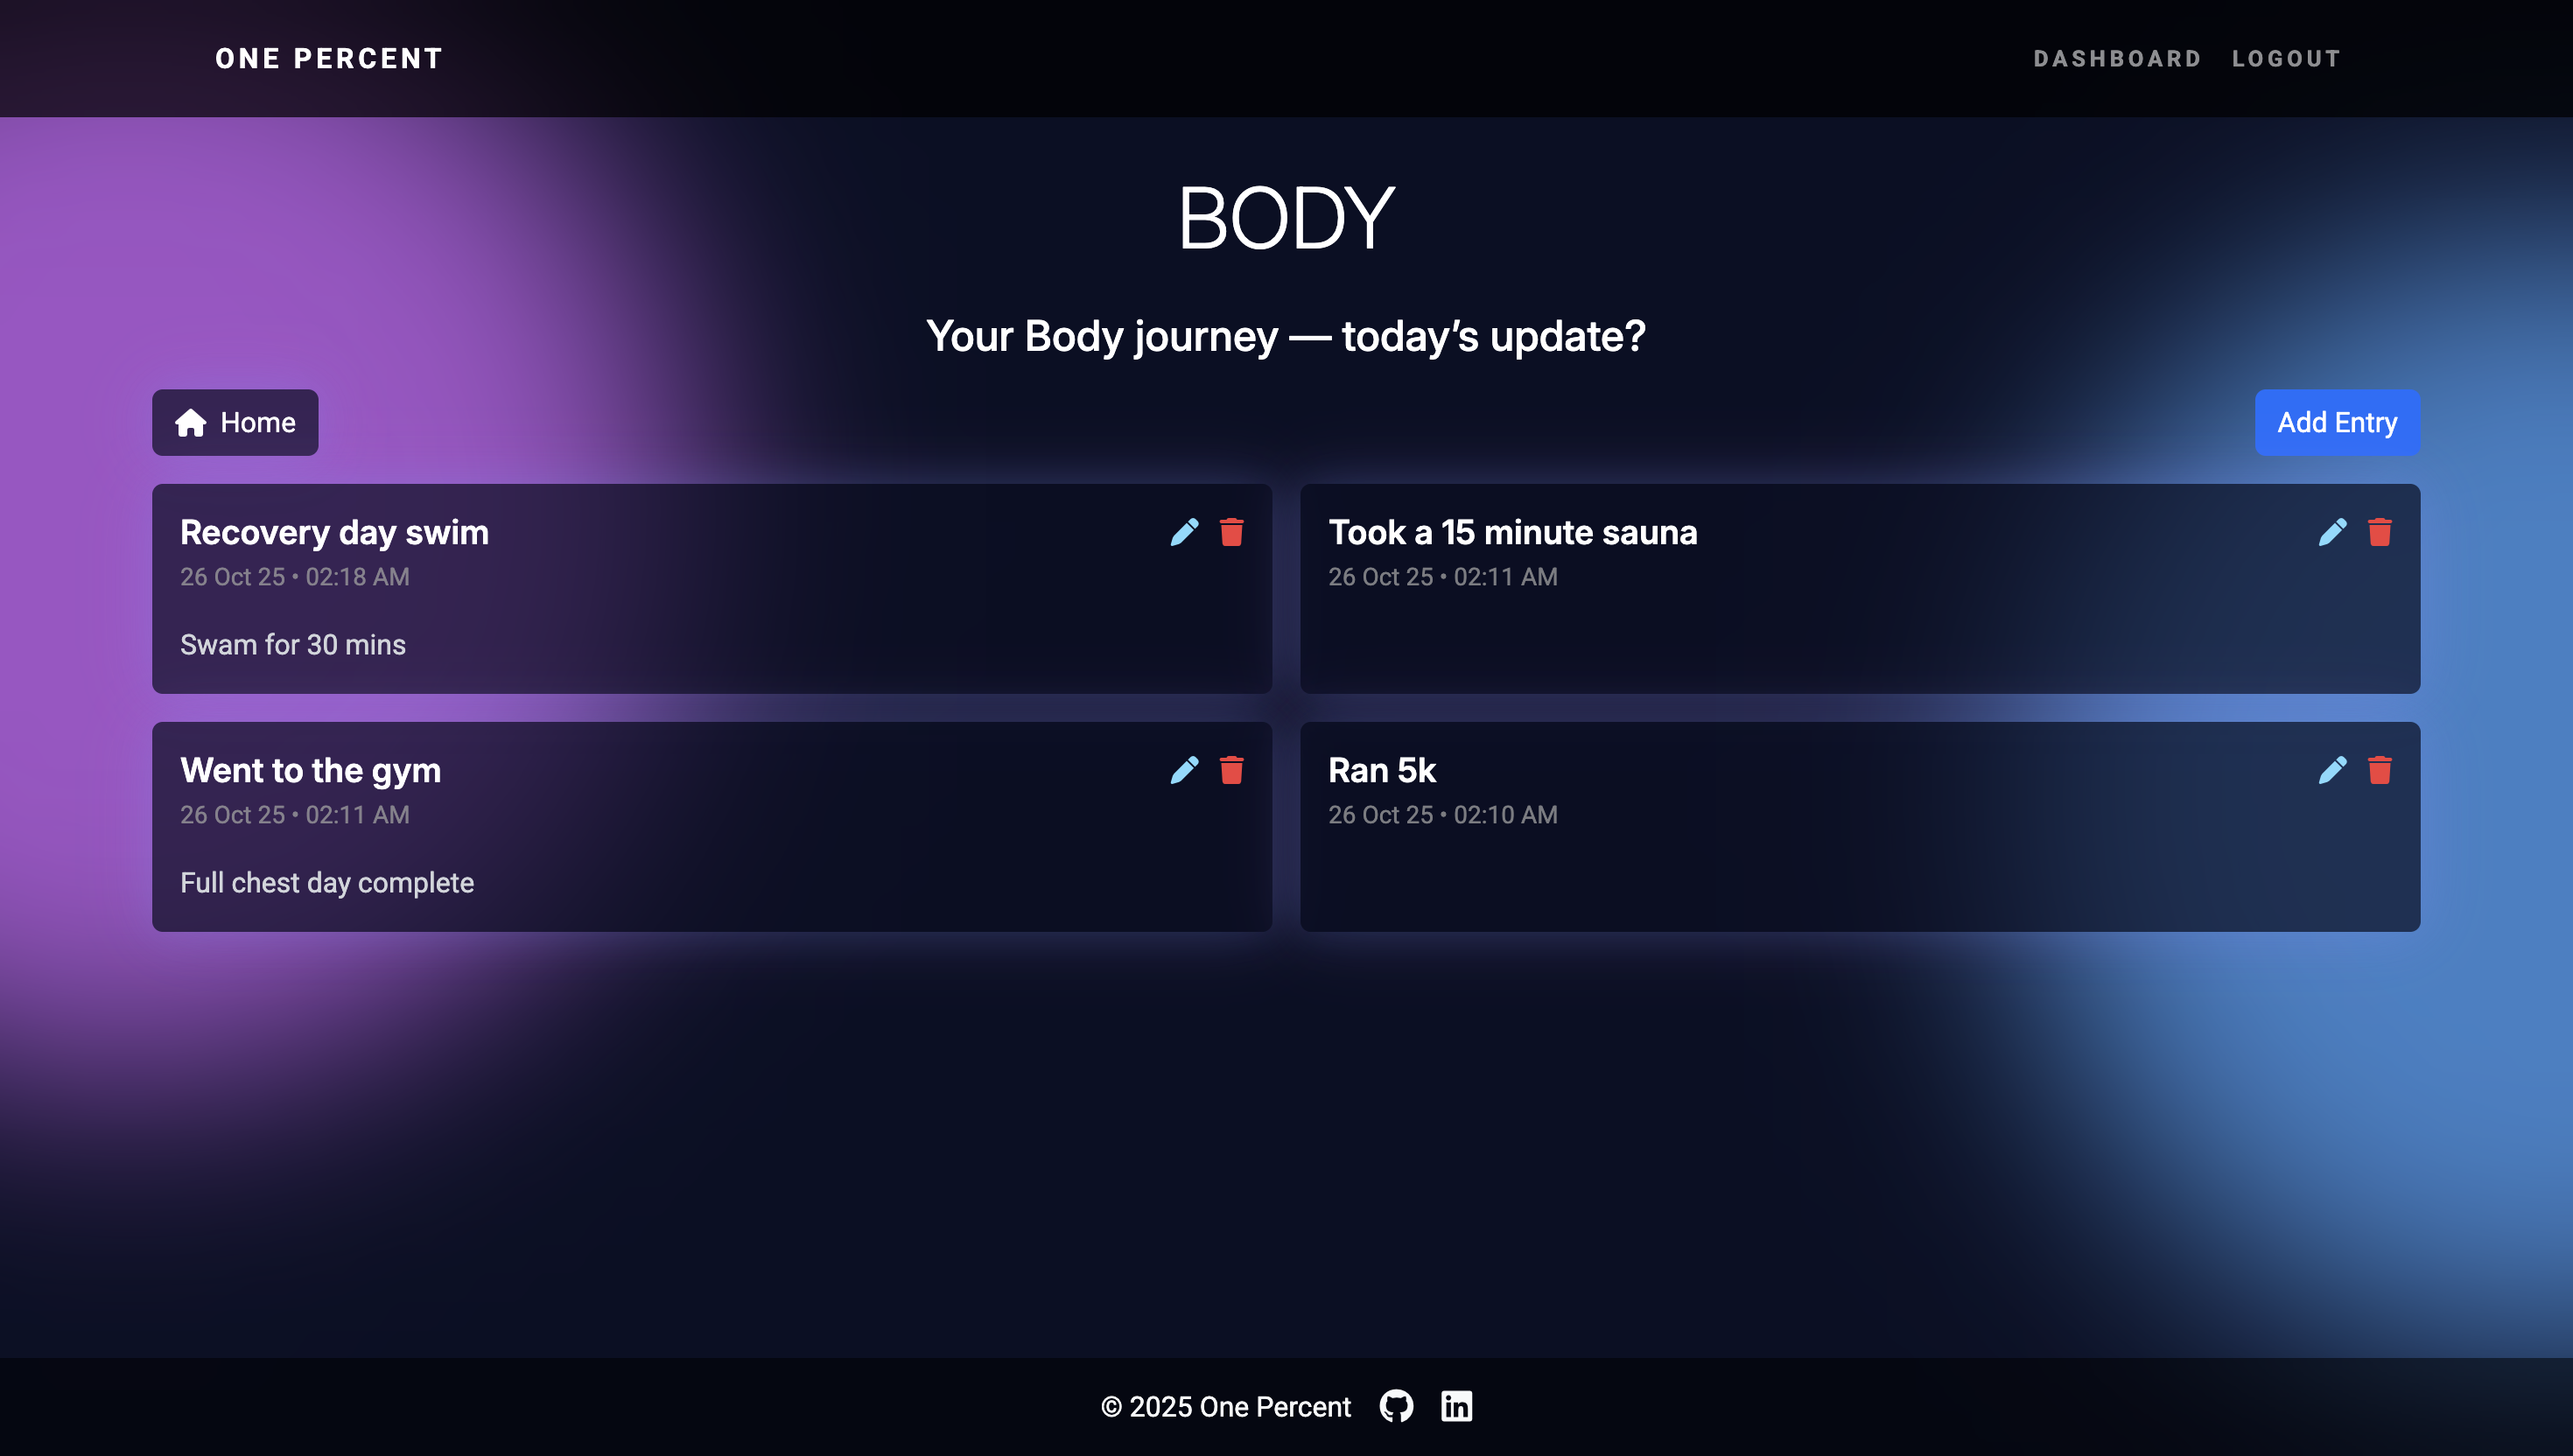 ONE PERCENT
DASHBOARD LOGOUT
BODY
Your Body journey — today’s update?
Home
Add Entry
Recovery day swim
26 Oct 25 • 02:18 AM
Swam for 30 mins
Took a 15 minute sauna
26 Oct 25 • 02:11 AM
Went to the gym
26 Oct 25 • 02:11 AM
Full chest day complete
Ran 5k
26 Oct 25 • 02:10 AM
© 2025 One Percent
in